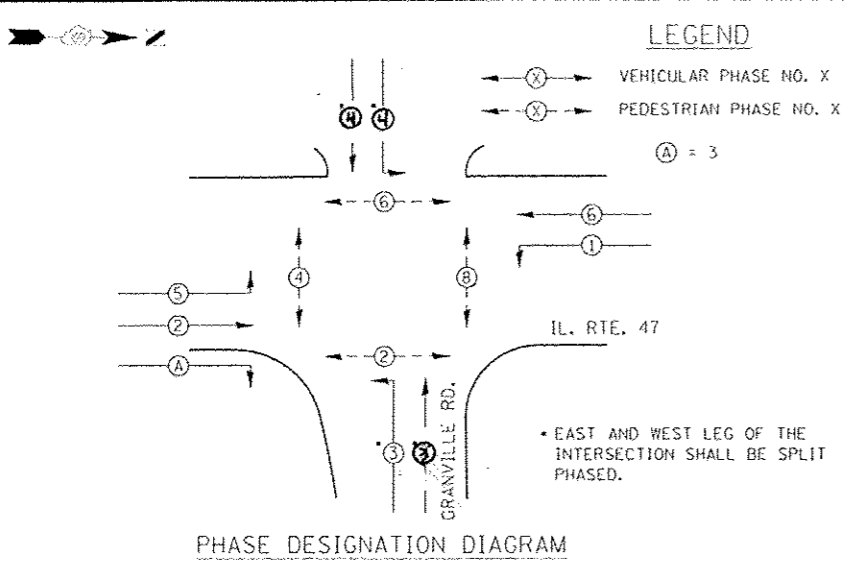 LEGEND
X VEHICULAR PHASE NO. X
X PEDESTRIAN PHASE NO. X
A = 3
4 4
6
6
1
4
8
5
2
A
IL. RTE. 47
2
GRANVILLE RD.
• 3 • 3
• EAST AND WEST LEG OF THE
INTERSECTION SHALL BE SPLIT
PHASED.
PHASE DESIGNATION DIAGRAM